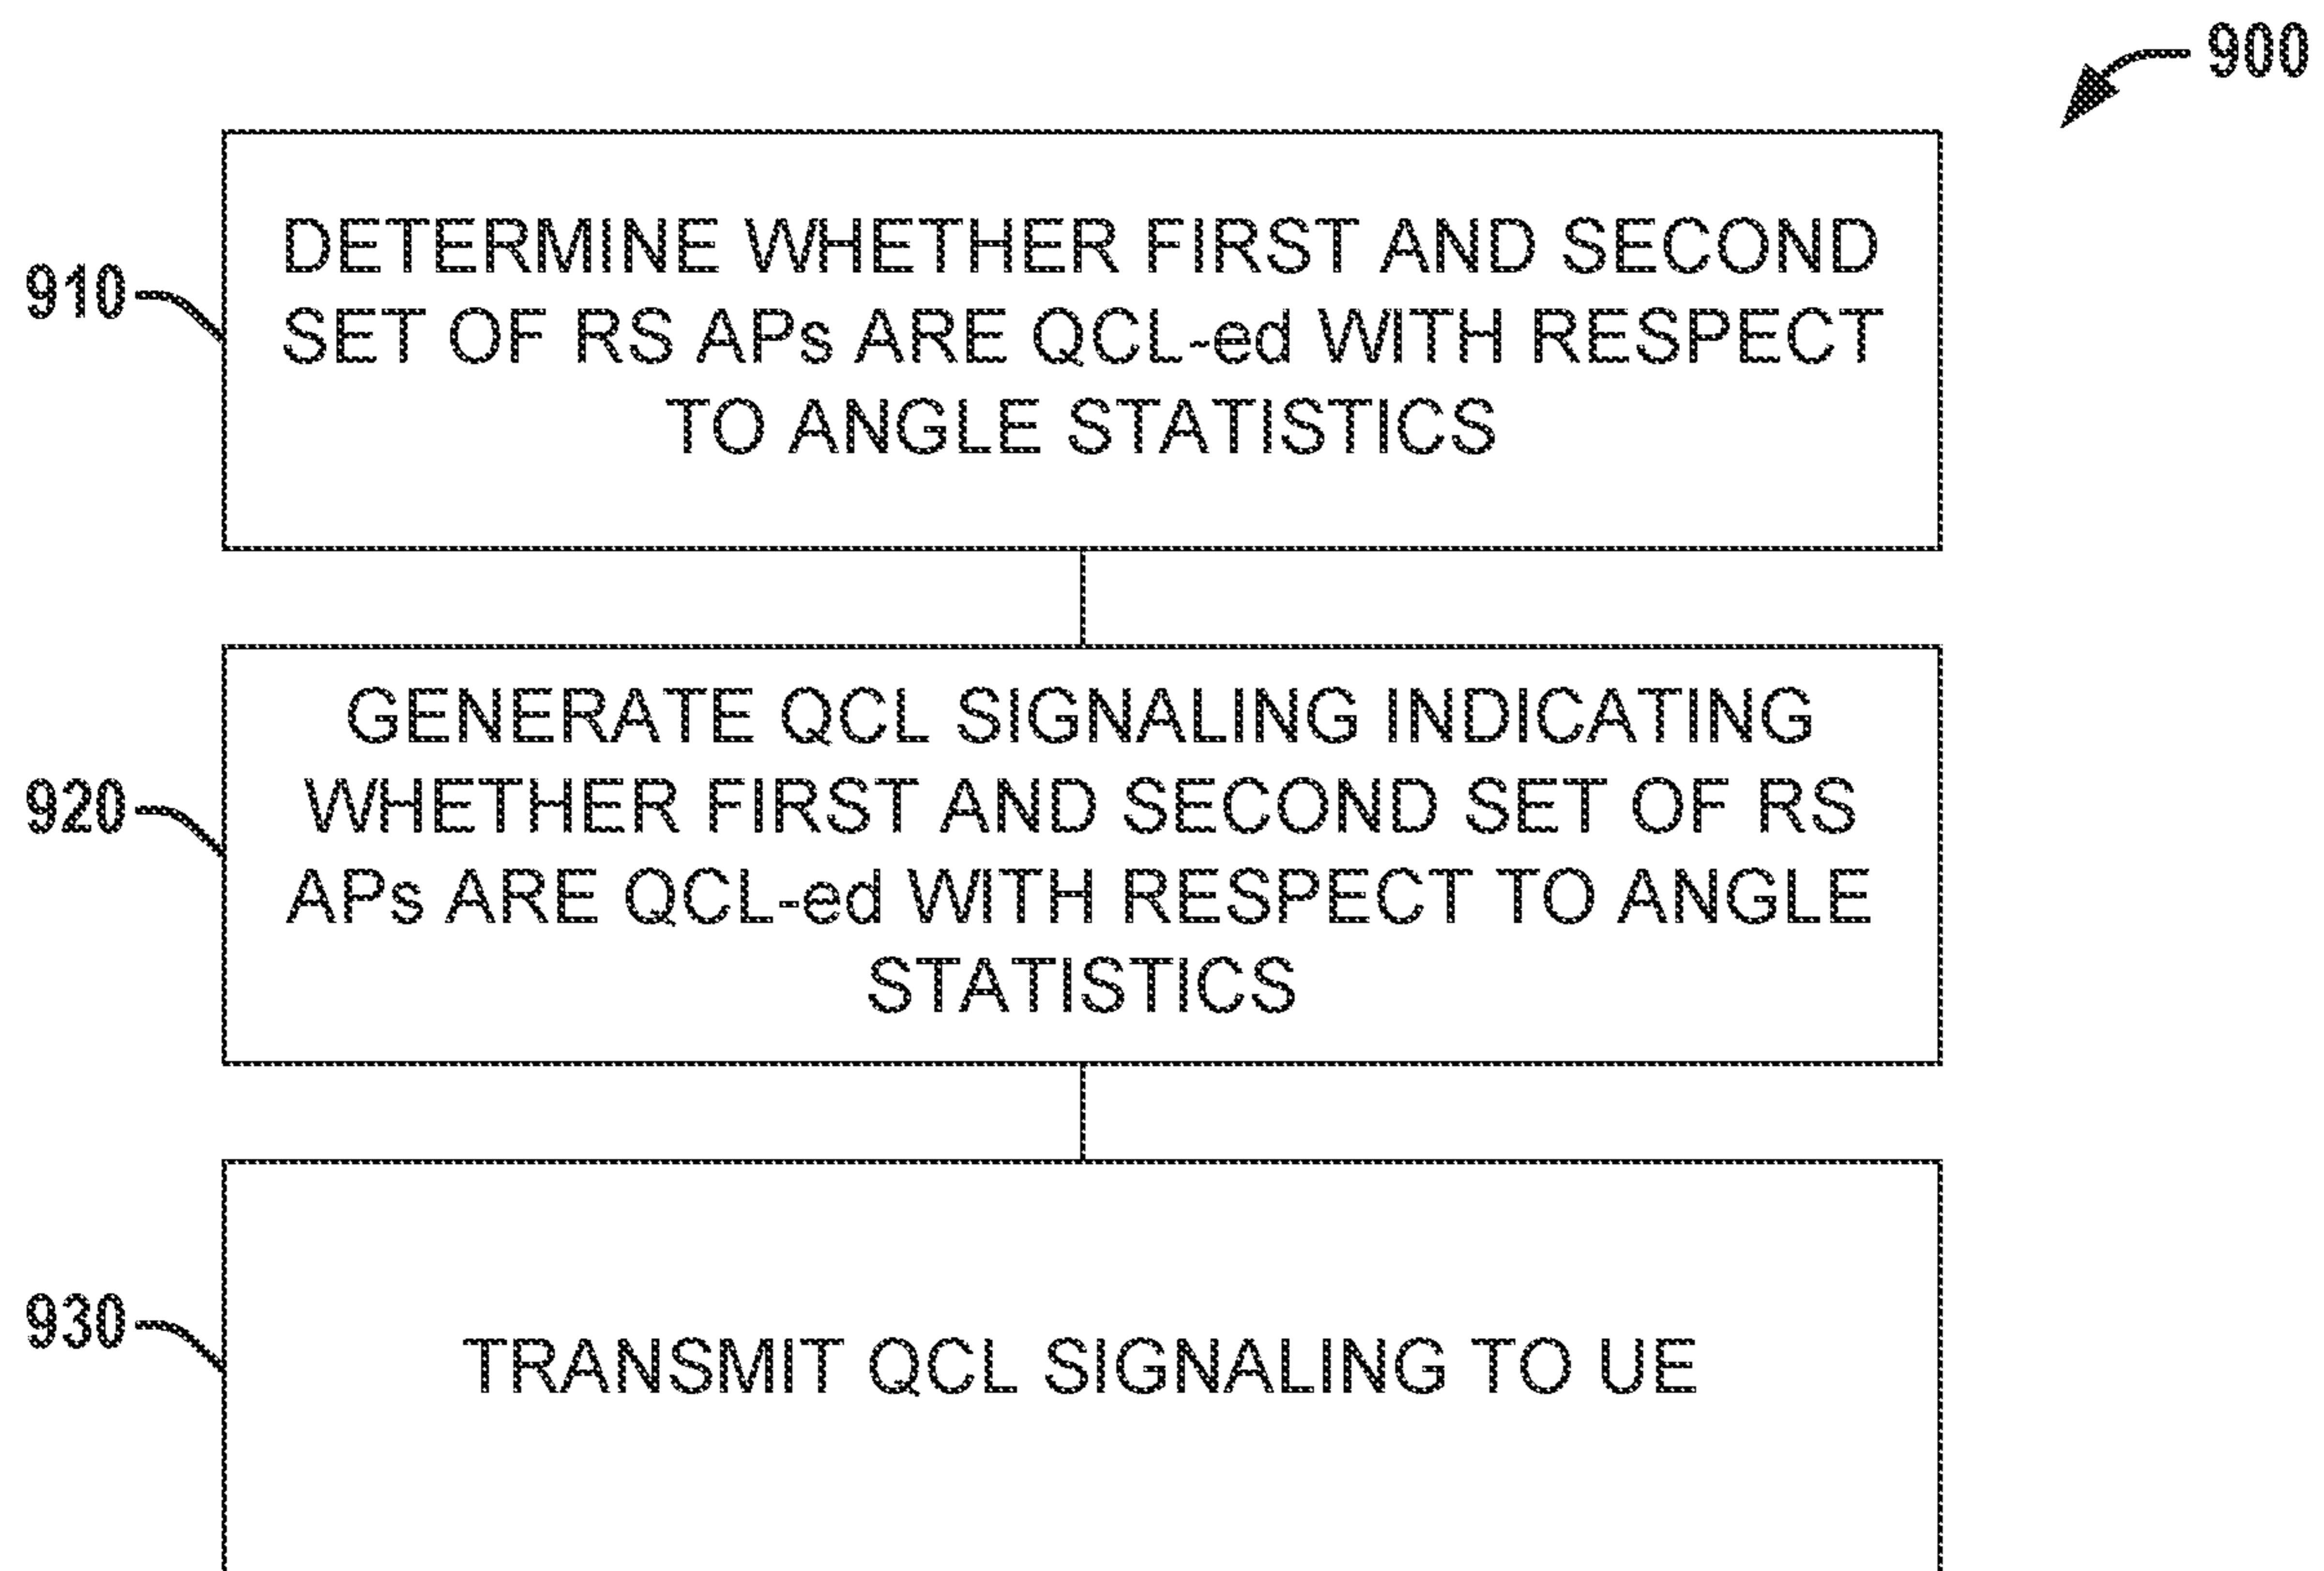 900
910
DETERMINE WHETHER FIRST AND SECOND
SET OF RS APs ARE QCL-ed WITH RESPECT
TO ANGLE STATISTICS
920
GENERATE QCL SIGNALING INDICATING
WHETHER FIRST AND SECOND SET OF RS
APs ARE QCL-ed WITH RESPECT TO ANGLE
STATISTICS
930
TRANSMIT QCL SIGNALING TO UE